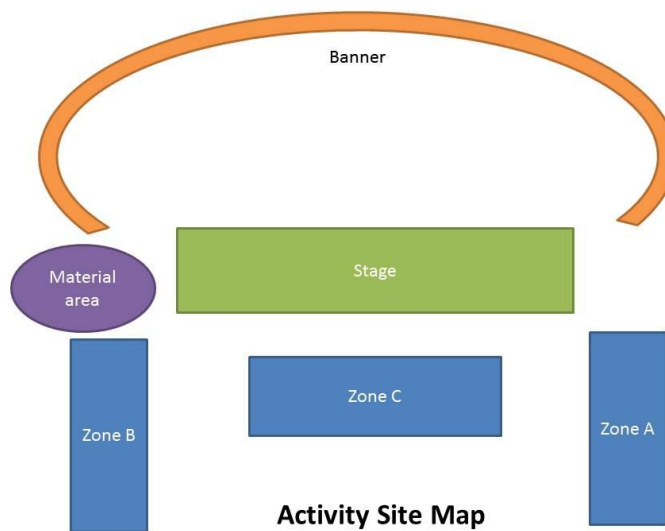 Banner
Stage
Material
area
Zone C
Zone B
Zone A
Activity Site Map